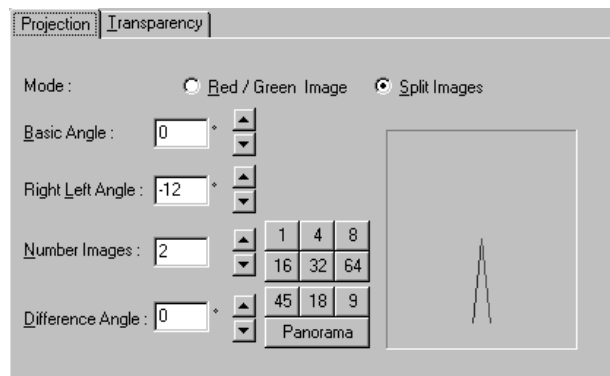 Projection Transparency
Mode : Red / Green Image Split Images
Basic Angle : 0 °
Right Left Angle : -12 °
Number Images : 2
1 4 8
16 32 64
Difference Angle : 0 °
45 18 9
Panorama